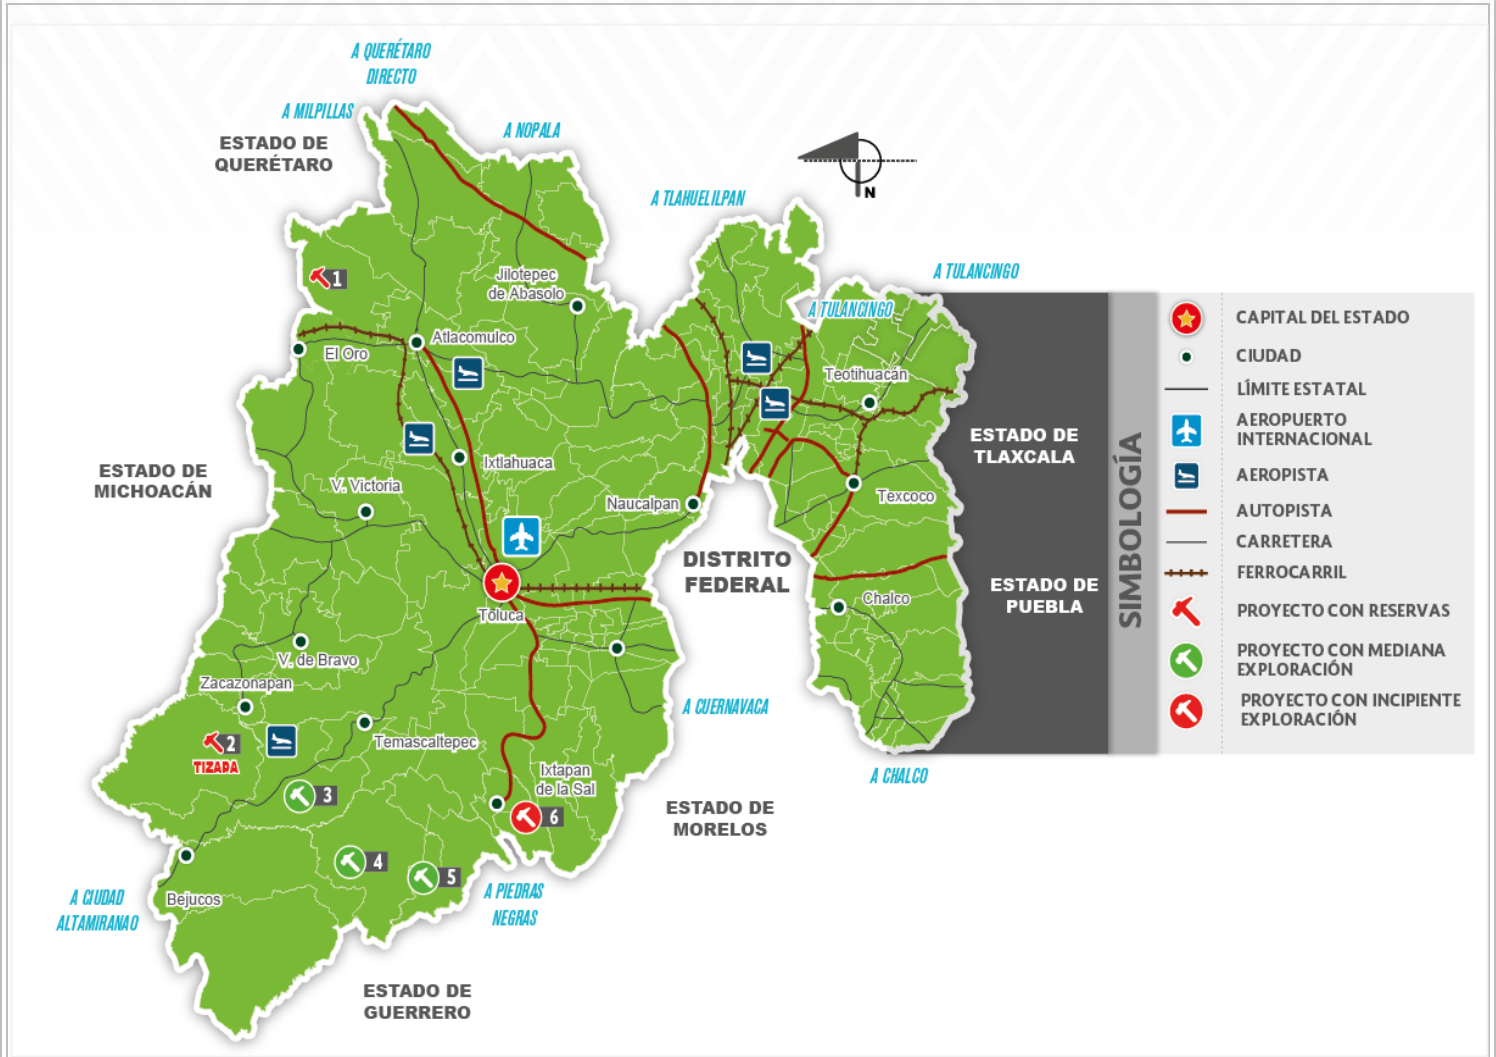 A QUERÉTARO
DIRECTO
A MILPILLAS
ESTADO DE
QUERÉTARO
A NOPALA
A TLAHUELILPAN
N
A TULANCINGO
A TULANCINGO
1
Jilotepec
de Abasolo
Atlacomulco
El Oro
Teotihuacán
ESTADO DE
TLAXCALA
ESTADO DE
MICHOACÁN
Ixtlahuaca
V. Victoria
Naucalpan
Texcoco
DISTRITO
FEDERAL
ESTADO DE
PUEBLA
Chalco
Toluca
V. de Bravo
Zacazonapan
A CUERNAVACA
2
TIZAPA
Temascaltepec
Ixtapan
de la Sal
3
6
A CHALCO
ESTADO DE
MORELOS
4
5
Bejucos
A CIUDAD
ALTAMIRANAO
A PIEDRAS
NEGRAS
ESTADO DE
GUERRERO
SIMBOLOGÍA
CAPITAL DEL ESTADO
CIUDAD
LÍMITE ESTATAL
AEROPUERTO
INTERNACIONAL
AEROPISTA
AUTOPISTA
CARRETERA
FERROCARRIL
PROYECTO CON RESERVAS
PROYECTO CON MEDIANA
EXPLORACIÓN
PROYECTO CON INCIPIENTE
EXPLORACIÓN